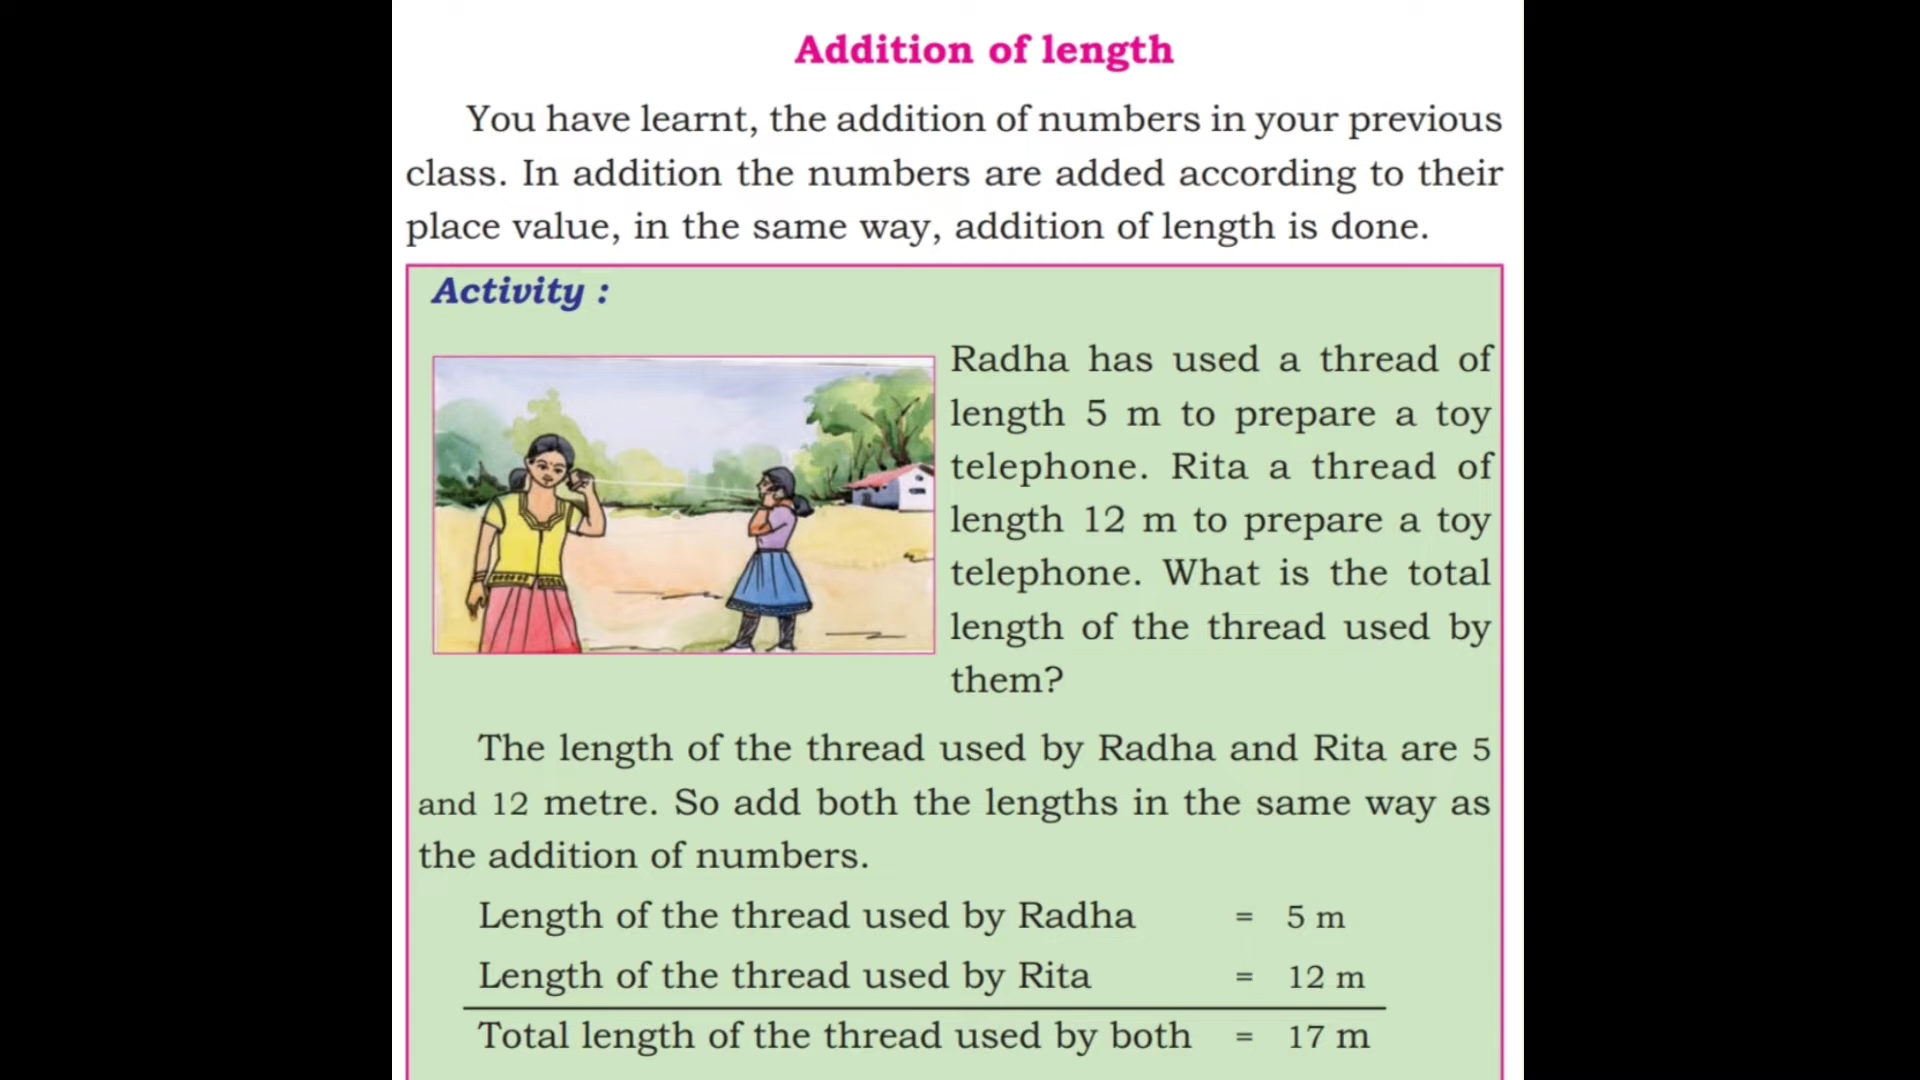 Addition of length
You have learnt, the addition of numbers in your previous
class. In addition the numbers are added according to their
place value, in the same way, addition of length is done.
Activity :
Radha has used a thread of
length 5 m to prepare a toy
telephone. Rita a thread of
length 12 m to prepare a toy
telephone. What is the total
length of the thread used by
them?
The length of the thread used by Radha and Rita are 5
and 12 metre. So add both the lengths in the same way as
the addition of numbers.
Length of the thread used by Radha = 5 m
Length of the thread used by Rita = 12 m
Total length of the thread used by both = 17 m